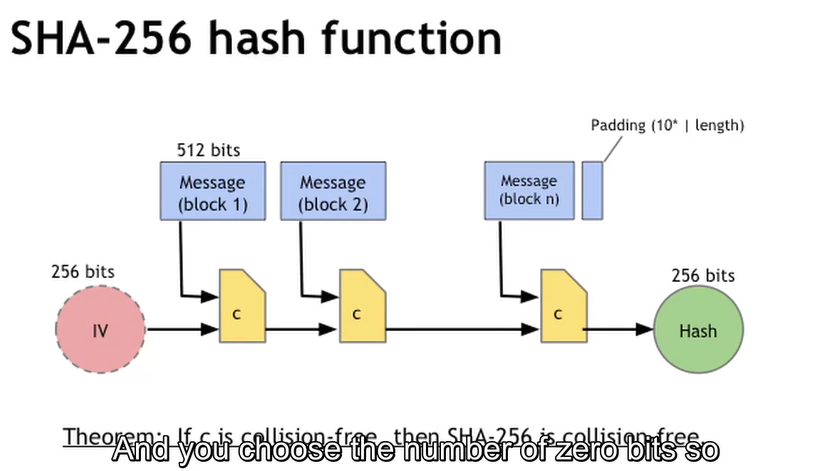 SHA-256 hash function
Padding (10* | length)
512 bits
Message
(block 1)
Message
(block 2)
Message
(block n)
256 bits
256 bits
IV
c
c
c
Hash
Theorem: If c is collision-free, then SHA-256 is collision-free.
And you choose the number of zero bits so